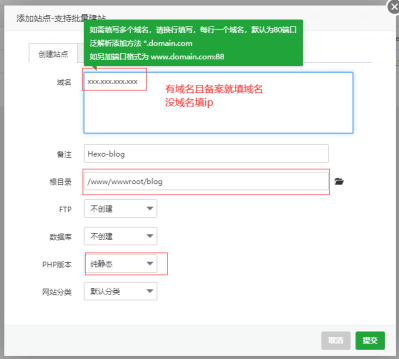 添加站点-支持批量建站
如需填写多个域名，请换行填写，每行一个域名，默认为80端口
泛解析添加方法 *.domain.com
如另加端口格式为 www.domain.com:88
创建站点
域名
xxx.xxx.xxx.xxx
有域名且备案就填域名
没域名填ip
备注
Hexo-blog
根目录
/www/wwwroot/blog
FTP
不创建
数据库
不创建
PHP版本
纯静态
网站分类
默认分类
取消
提交